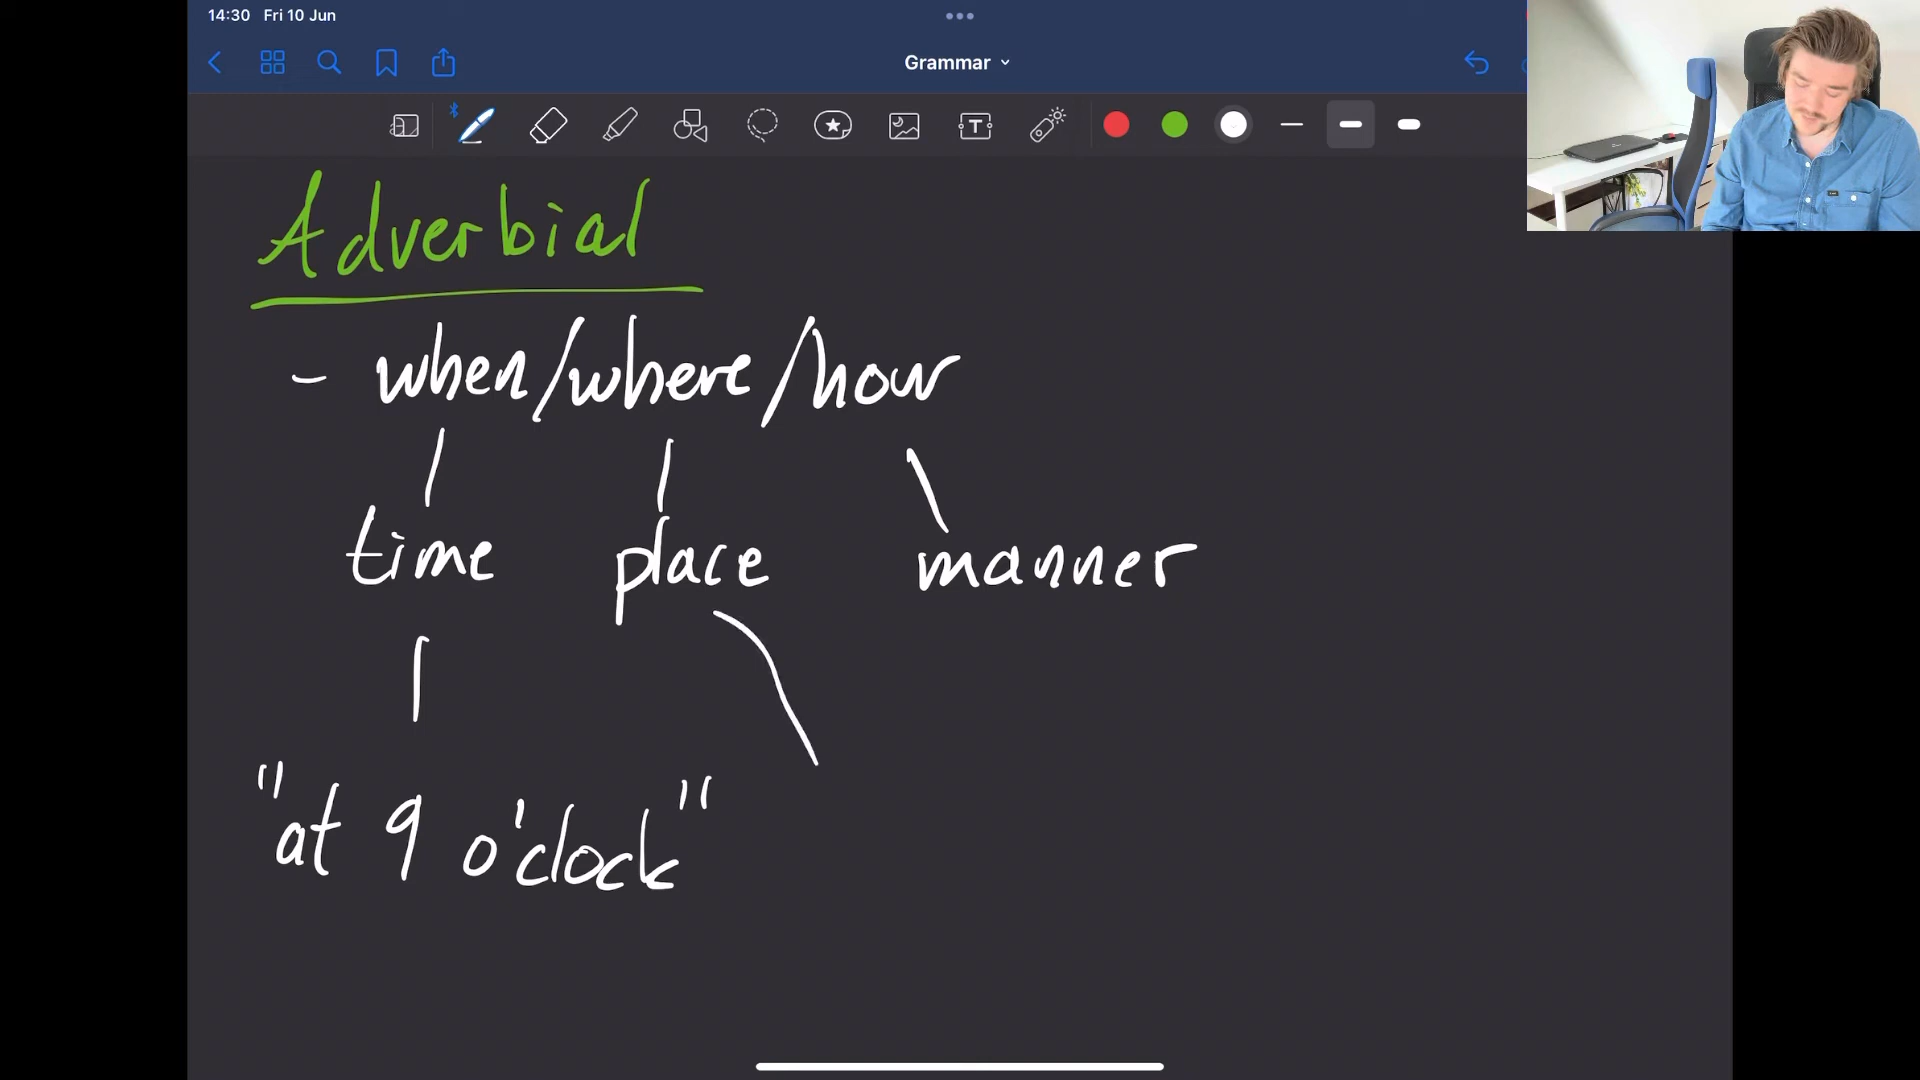 14:30 Fri 10 Jun
Grammar
T
Adverbial
- when/where/how
time place manner
"at 9 o'clock"